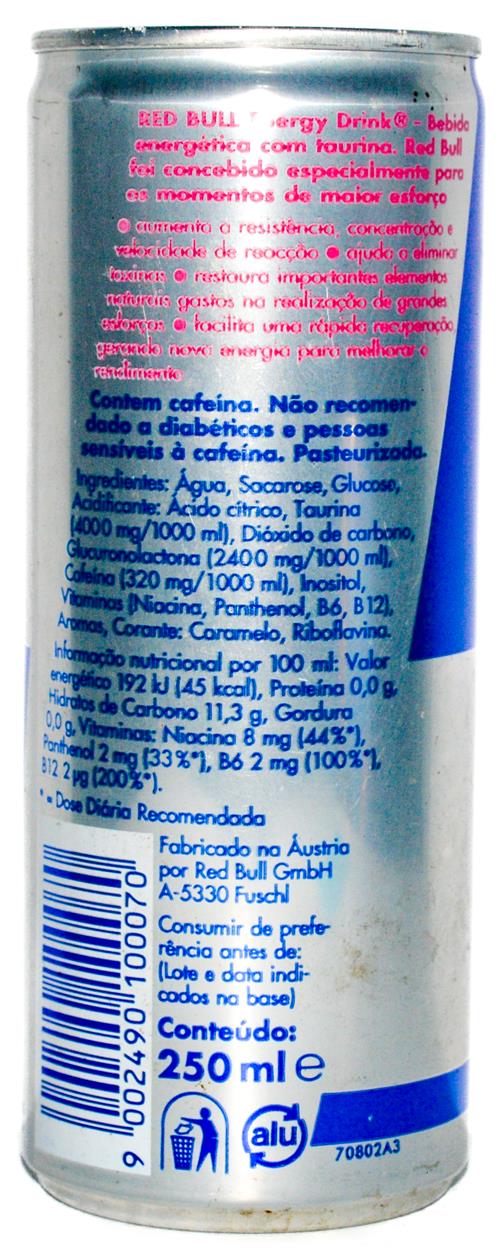 RED BULL Energy Drink® - Bebida
energética com taurina. Red Bull
foi concebido especialmente para
os momentos de maior esforço
● aumenta a resistência, concentração e
velocidade de reacção ● ajuda a eliminar
toxinas ● restaura importantes elementos
naturais gastos na realização de grandes
esforços ● facilita uma rápida recuperação,
gerando nova energia para melhorar o
rendimento
Contem cafeína. Não recomen-
dado a diabéticos e pessoas
sensíveis à cafeína. Pasteurizada.
Ingredientes: Água, Sacarose, Glucose,
Acidificante: Ácido cítrico, Taurina
(4000 mg/1000 ml), Dióxido de carbono,
Glucuronolactona (2400 mg/1000 ml),
Cafeína (320 mg/1000 ml), Inositol,
Vitaminas (Niacina, Panthenol, B6, B12),
Aromas, Corante: Caramelo, Riboflavina.
Informação nutricional por 100 ml: Valor
energético 192 kJ (45 kcal), Proteína 0,0 g,
Hidratos de Carbono 11,3 g, Gordura
0,0 g, Vitaminas: Niacina 8 mg (44%*),
Panthenol 2 mg (33%*), B6 2 mg (100%*),
B12 2 µg (200%*).
* = Dose Diária Recomendada
Fabricado na Áustria
por Red Bull GmbH
A-5330 Fuschl
Consumir de prefe-
rência antes de:
(Lote e data indi-
cados na base)
Conteúdo:
250 ml e
9 002490 100070
alu
70802A3